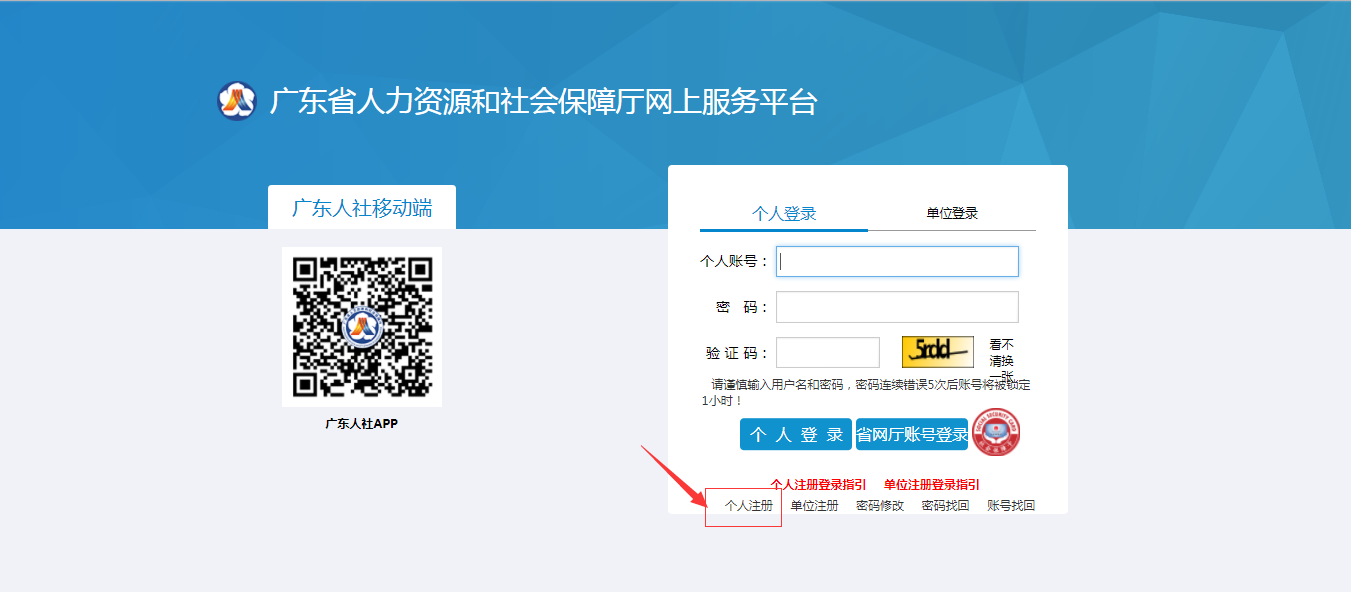 广东省人力资源和社会保障厅网上服务平台
广东人社移动端
广东人社APP
个人登录 单位登录
个人账号：
密 码：
验 证 码：
看不
清换
一张
请谨慎输入用户名和密码，密码连续错误5次后账号将被锁定
1小时！
个 人 登 录 省网厅账号登录
个人注册登录指引 单位注册登录指引
个人注册 单位注册 密码修改 密码找回 账号找回